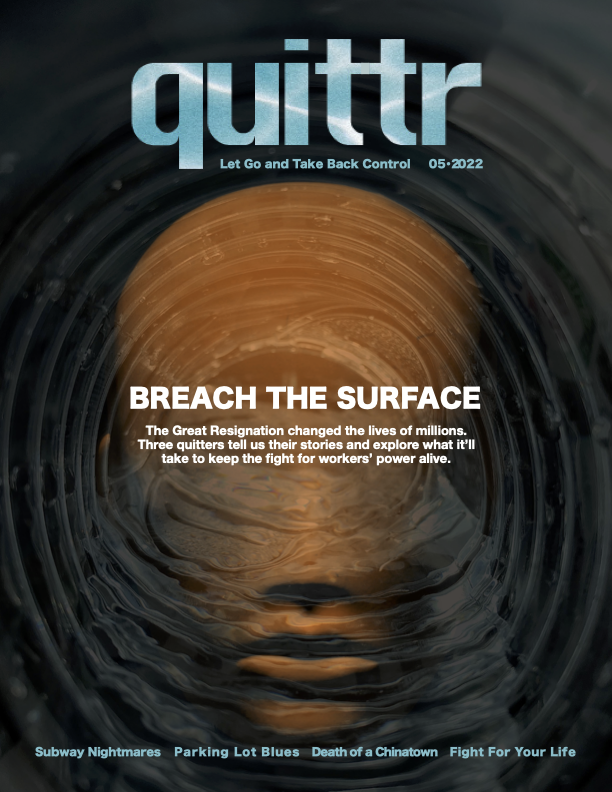 quittr
Let Go and Take Back Control 05•2022
BREACH THE SURFACE
The Great Resignation changed the lives of millions.
Three quitters tell us their stories and explore what it’ll
take to keep the fight for workers’ power alive.
Subway Nightmares Parking Lot Blues Death of a Chinatown Fight For Your Life